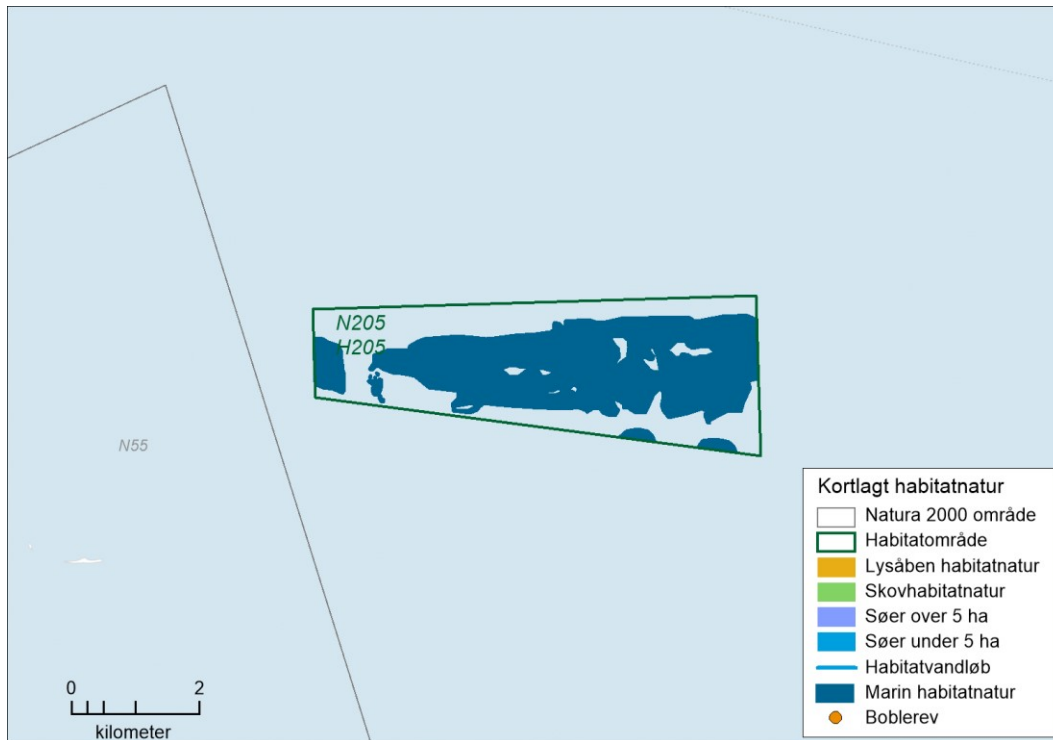 N205
H205
N55
0 2
kilometer
Kortlagt habitatnatur
Natura 2000 område
Habitatområde
Lysåben habitatnatur
Skovhabitatnatur
Søer over 5 ha
Søer under 5 ha
Habitatvandløb
Marin habitatnatur
Boblerev